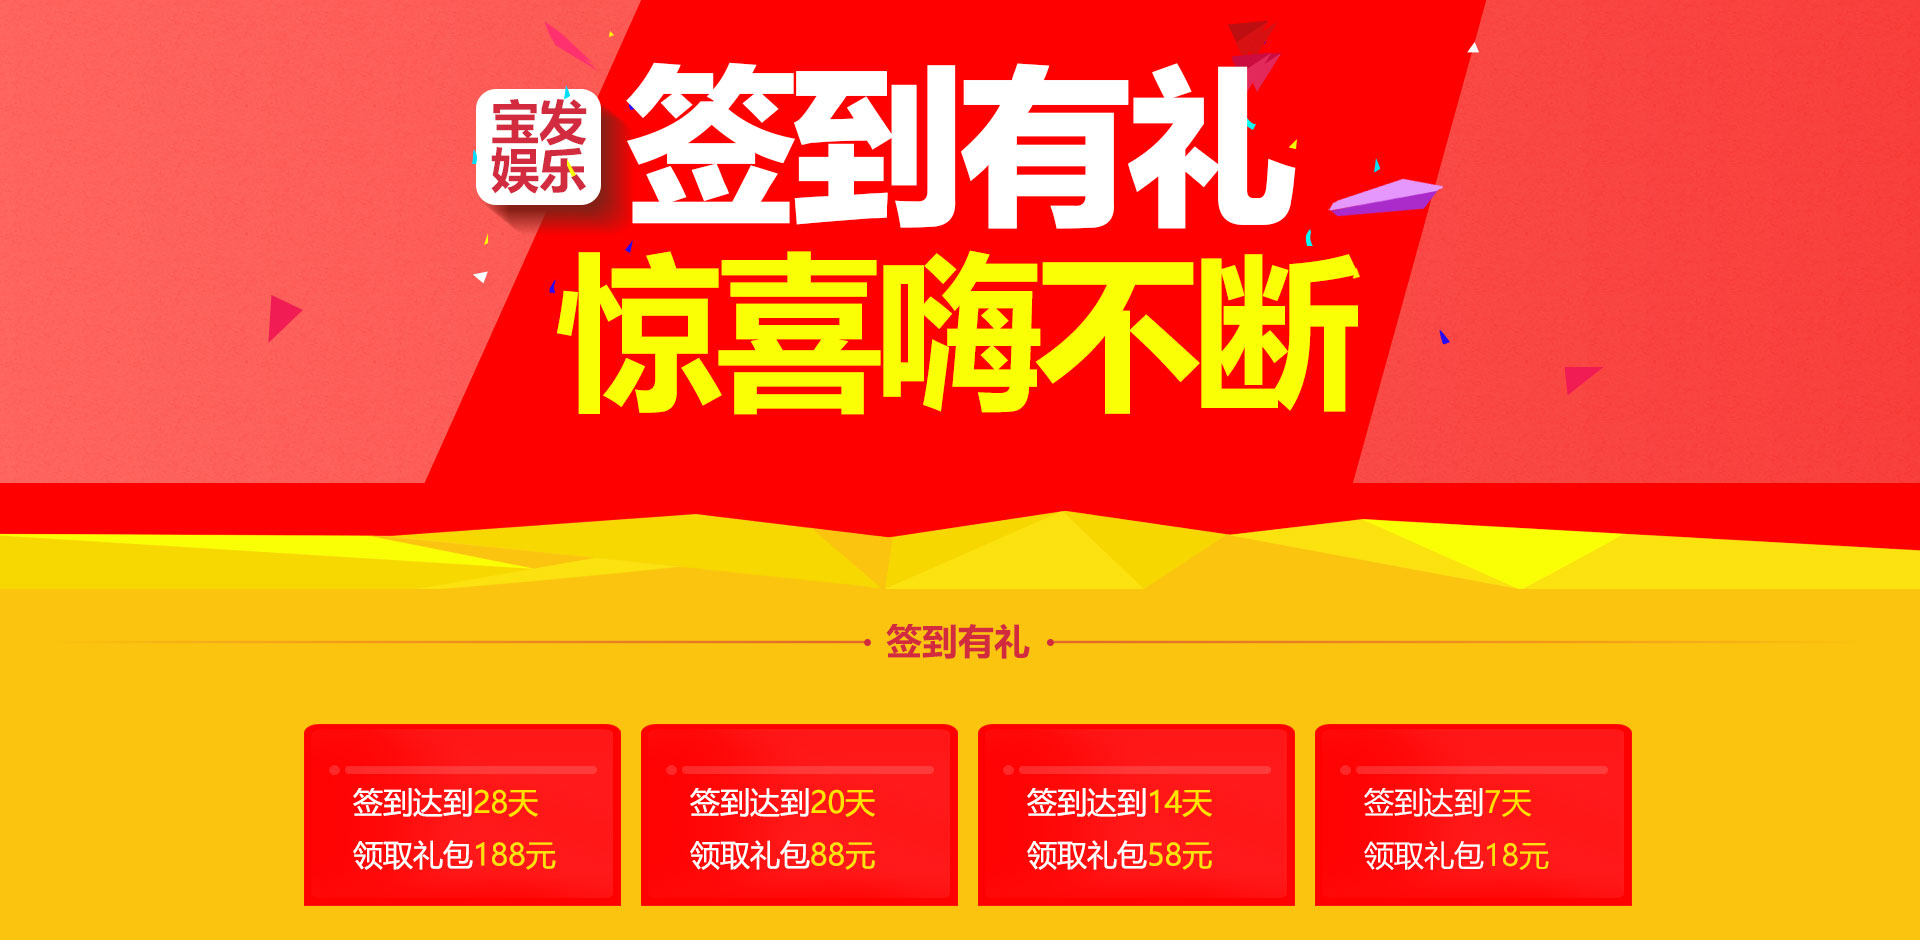 宝发
娱乐
签到有礼
惊喜嗨不断
签到有礼
签到达到28天
领取礼包188元
签到达到20天
领取礼包88元
签到达到14天
领取礼包58元
签到达到7天
领取礼包18元